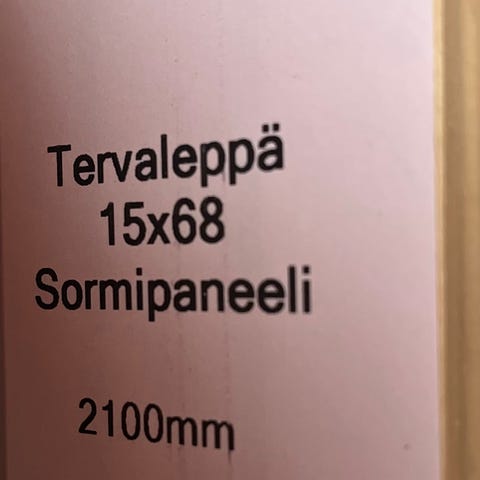 Tervaleppä
15x68
Sormipaneeli
2100mm